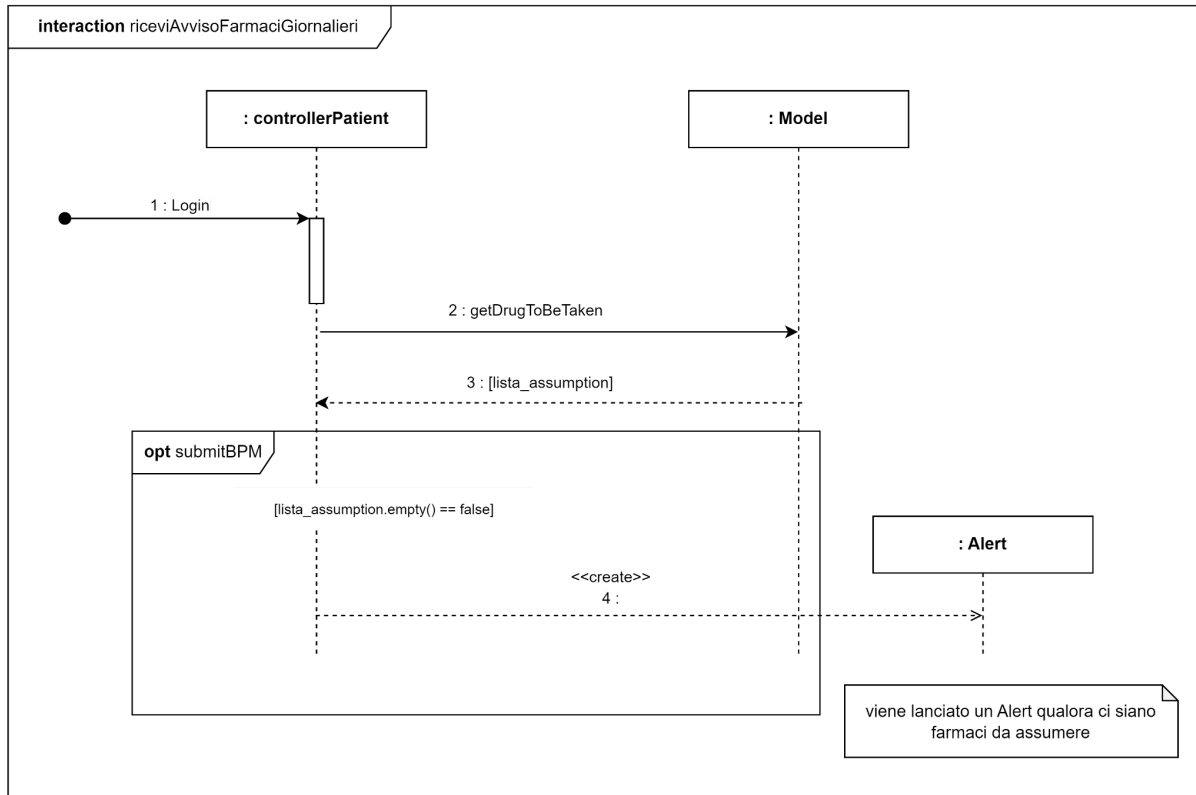 interaction riceviAvvisoFarmaciGiornalieri
: controllerPatient
: Model
1 : Login
2 : getDrugToBeTaken
3 : [lista_assumption]
opt submitBPM
[lista_assumption.empty() == false]
: Alert
<<create>>
4 :
viene lanciato un Alert qualora ci siano
farmaci da assumere